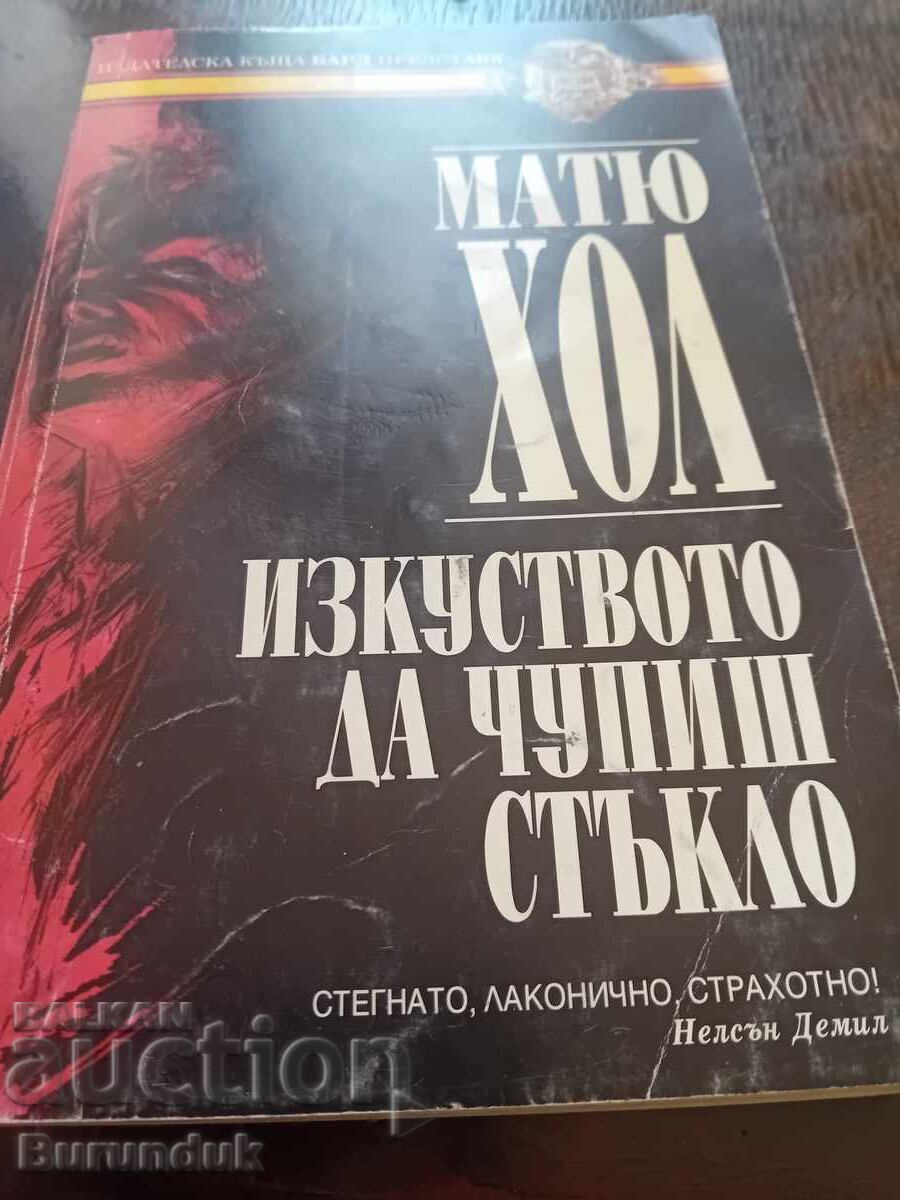 ИЗДАТЕЛСКА КЪЩА БАРД ПРЕДСТАВЯ
МАТЮ
ХОЛ
ИЗКУСТВОТО
ДА ЧУПИШ
СТЪКЛО
СТЕГНАТО, ЛАКОНИЧНО, СТРАХОТНО!
Нелсън Демил
BALKAN
auction
Burunduk